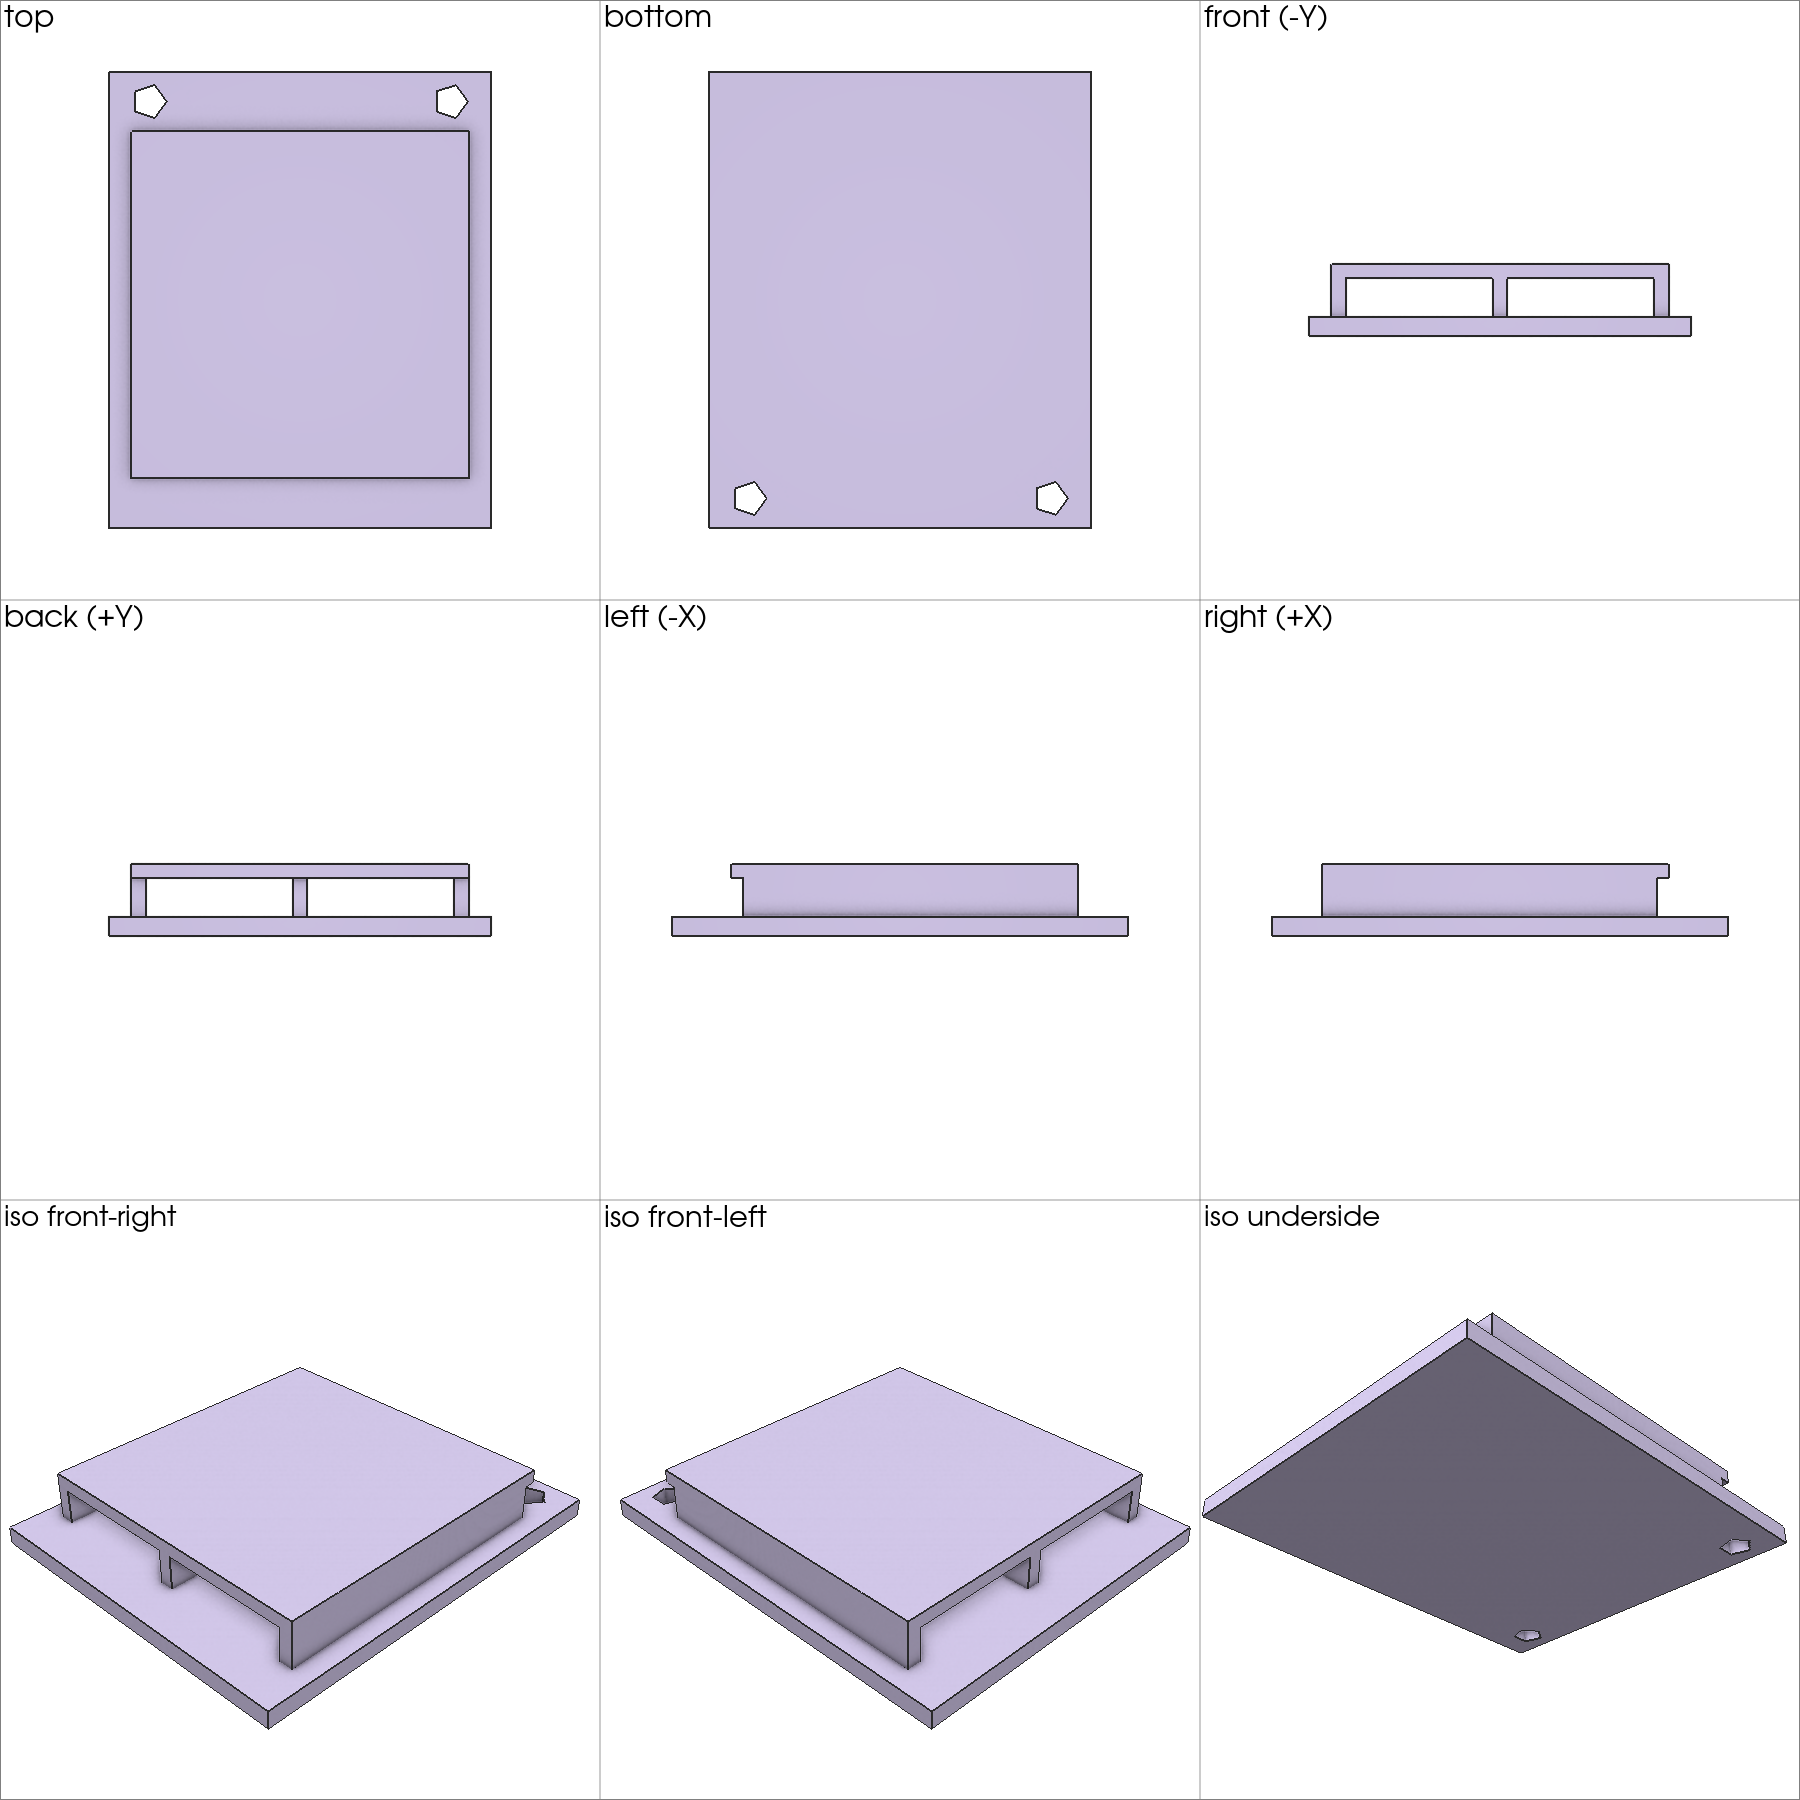 top
bottom
front (-Y)
back (+Y)
left (-X)
right (+X)
iso front-right
iso front-left
iso underside